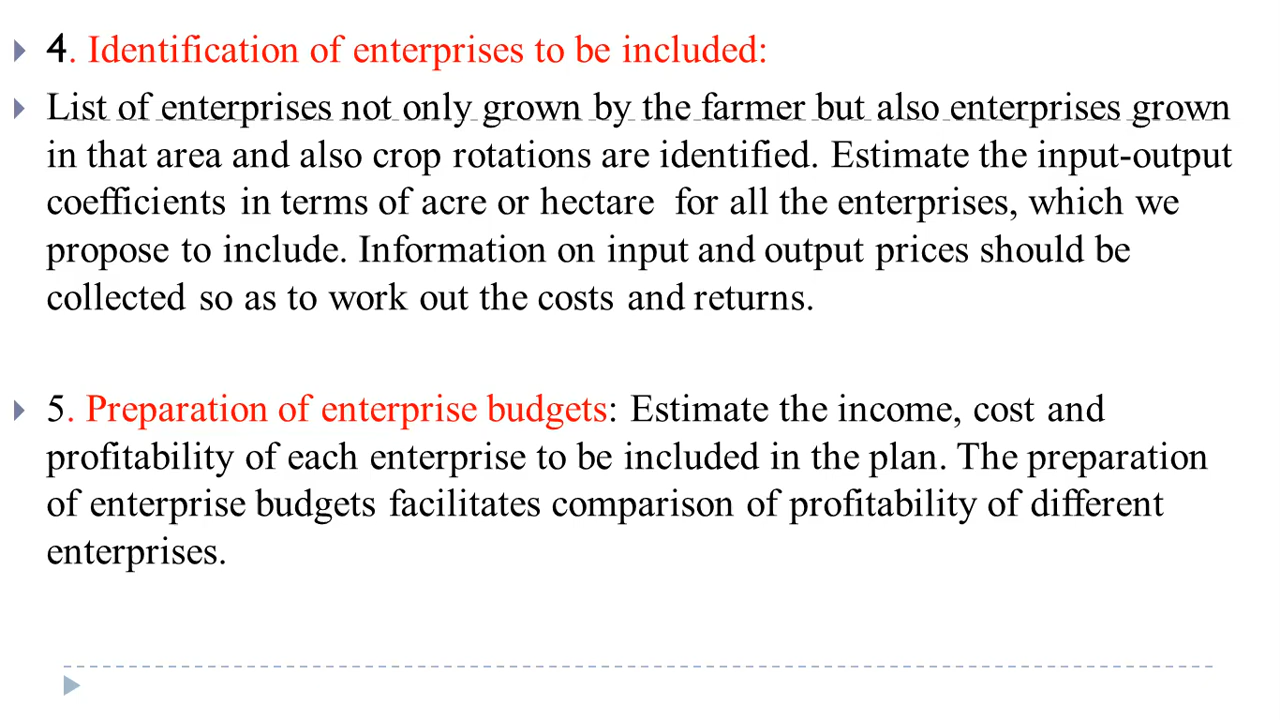 4. Identification of enterprises to be included:
List of enterprises not only grown by the farmer but also enterprises grown
in that area and also crop rotations are identified. Estimate the input-output
coefficients in terms of acre or hectare for all the enterprises, which we
propose to include. Information on input and output prices should be
collected so as to work out the costs and returns.
5. Preparation of enterprise budgets: Estimate the income, cost and
profitability of each enterprise to be included in the plan. The preparation
of enterprise budgets facilitates comparison of profitability of different
enterprises.